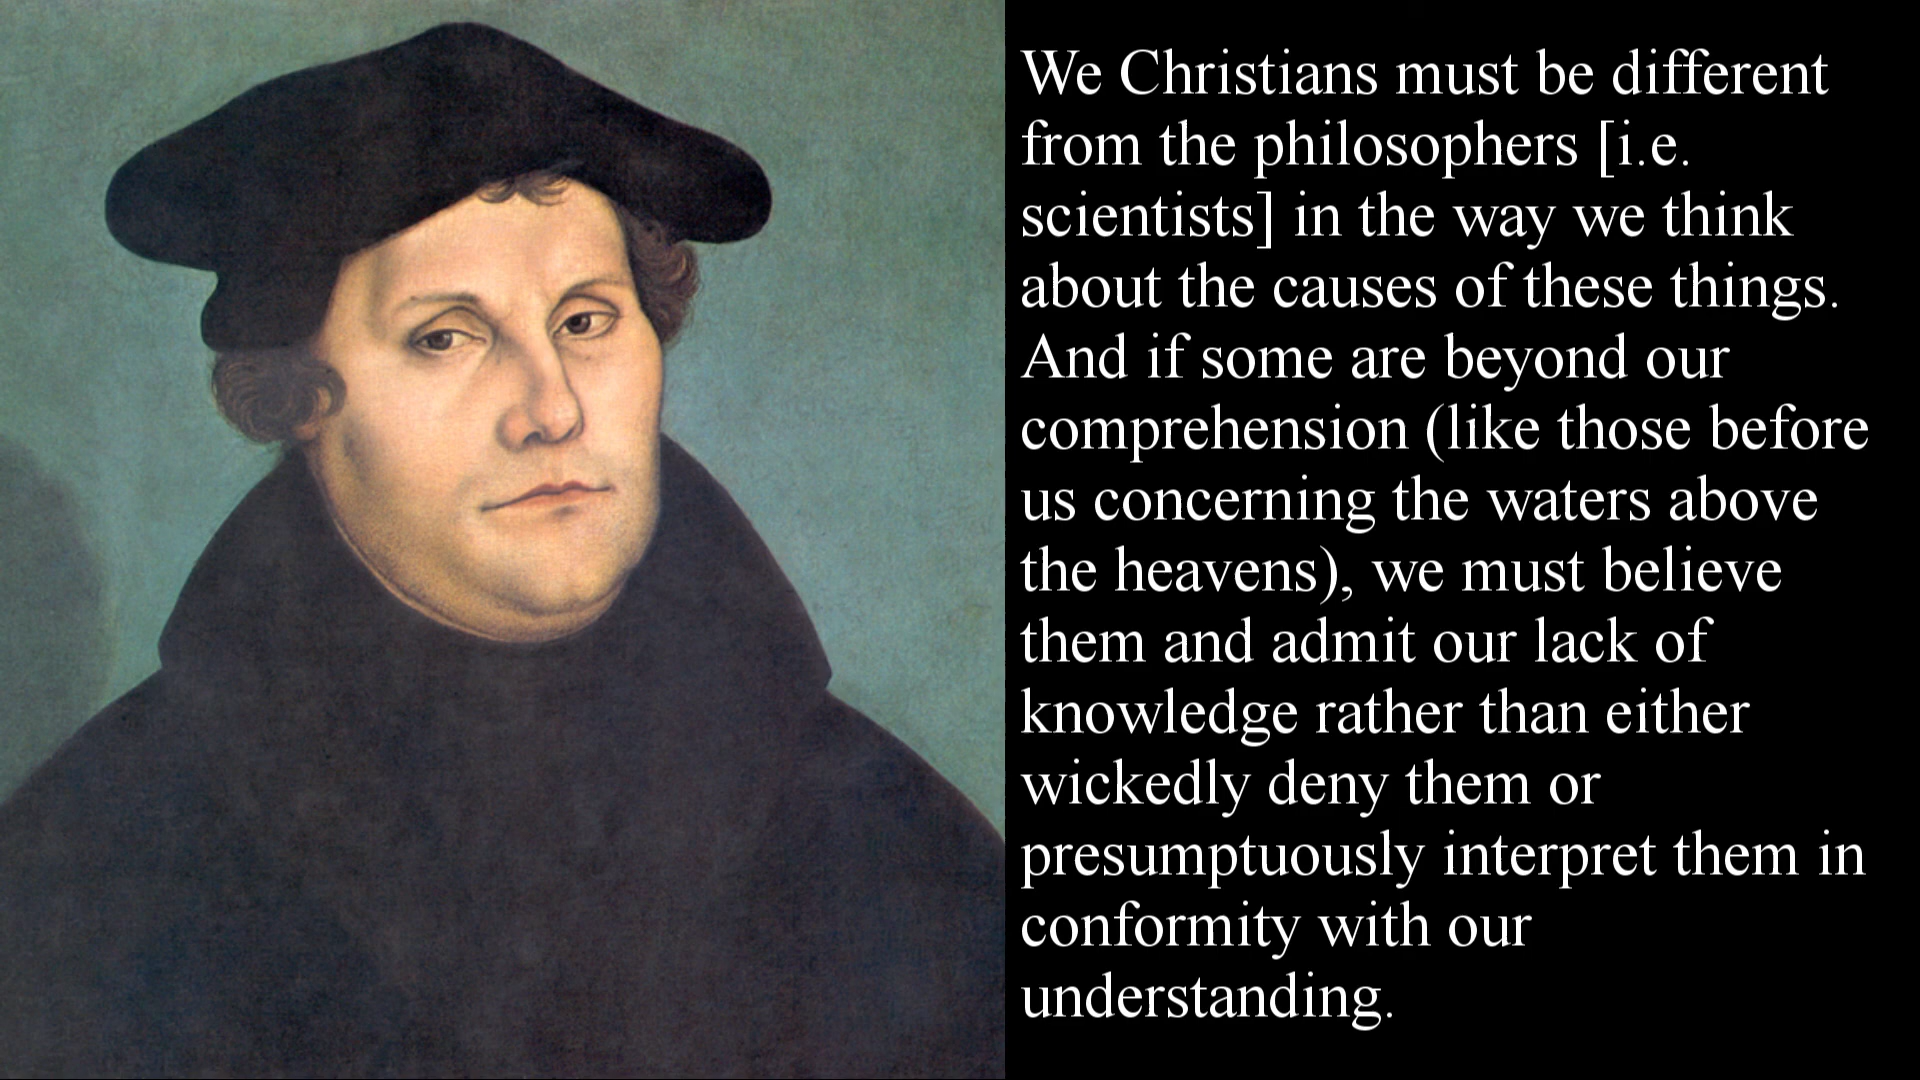 We Christians must be different
from the philosophers [i.e.
scientists] in the way we think
about the causes of these things.
And if some are beyond our
comprehension (like those before
us concerning the waters above
the heavens), we must believe
them and admit our lack of
knowledge rather than either
wickedly deny them or
presumptuously interpret them in
conformity with our
understanding.